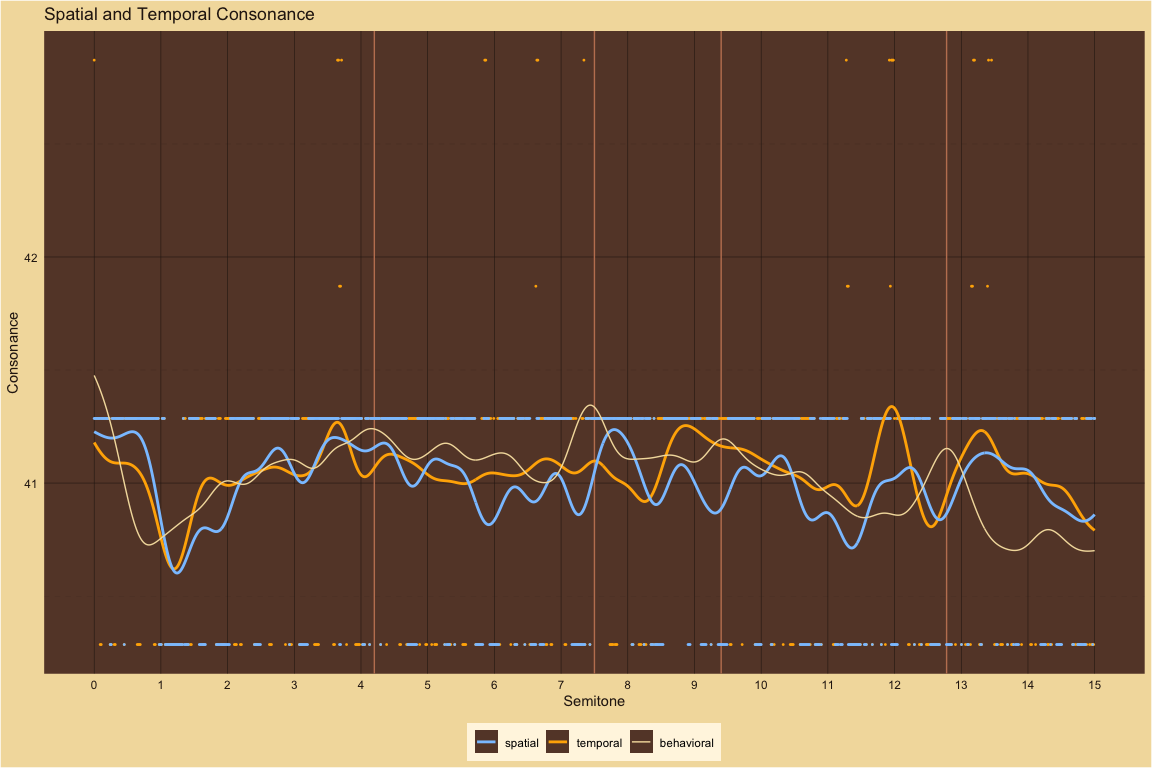 Spatial and Temporal Consonance
Consonance
42
41
0 1 2 3 4 5 6 7 8 9 10 11 12 13 14 15
Semitone
spatial temporal behavioral